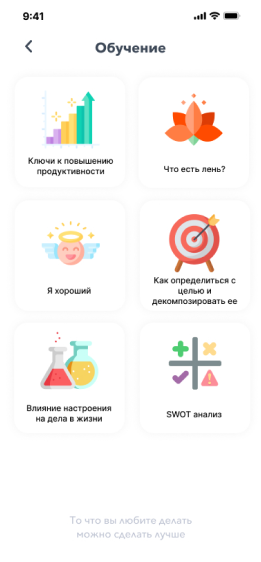 9:41
Обучение
Ключи к повышению
продуктивности
Что есть лень?
Я хороший
Как определиться с
целью и
декомпозировать ее
Влияние настроения
на дела в жизни
SWOT анализ
То что вы любите делать
можно сделать лучше